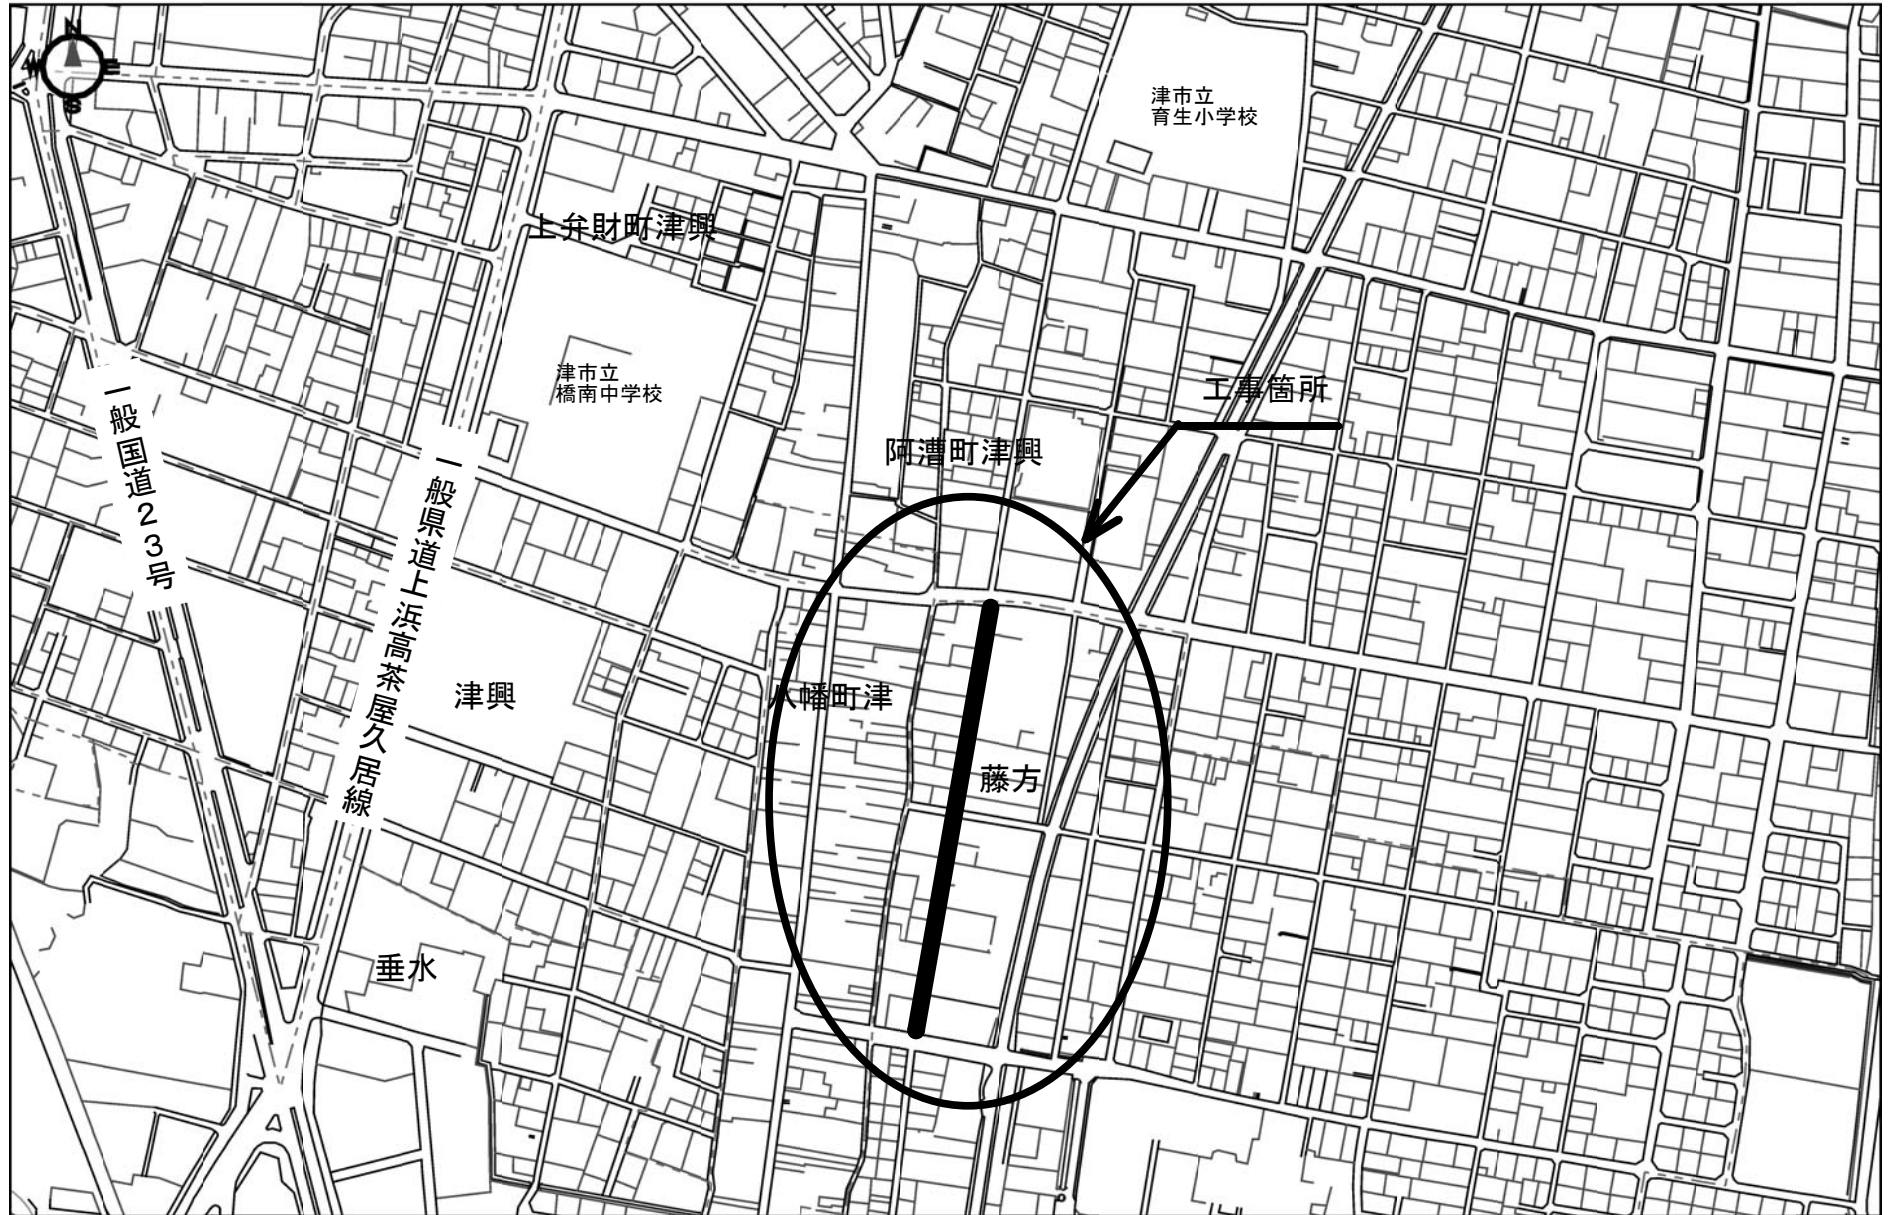 N
W
E
S
津市立
育生小学校
上弁財町津興
津市立
橋南中学校
工事箇所
一般国道23号
阿漕町津興
一般県道上浜高茶屋久居線
津興
八幡町津
藤方
垂水